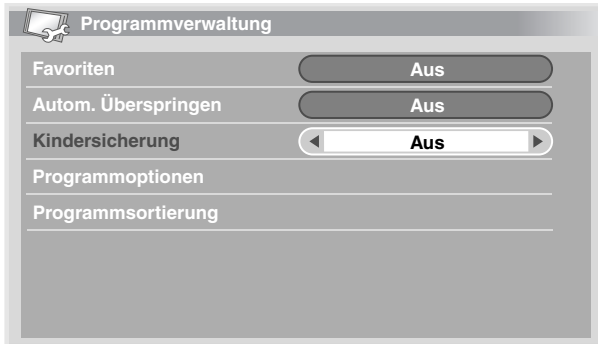 Programmverwaltung
Favoriten Aus
Autom. Überspringen Aus
Kindersicherung Aus
Programmoptionen
Programmsortierung